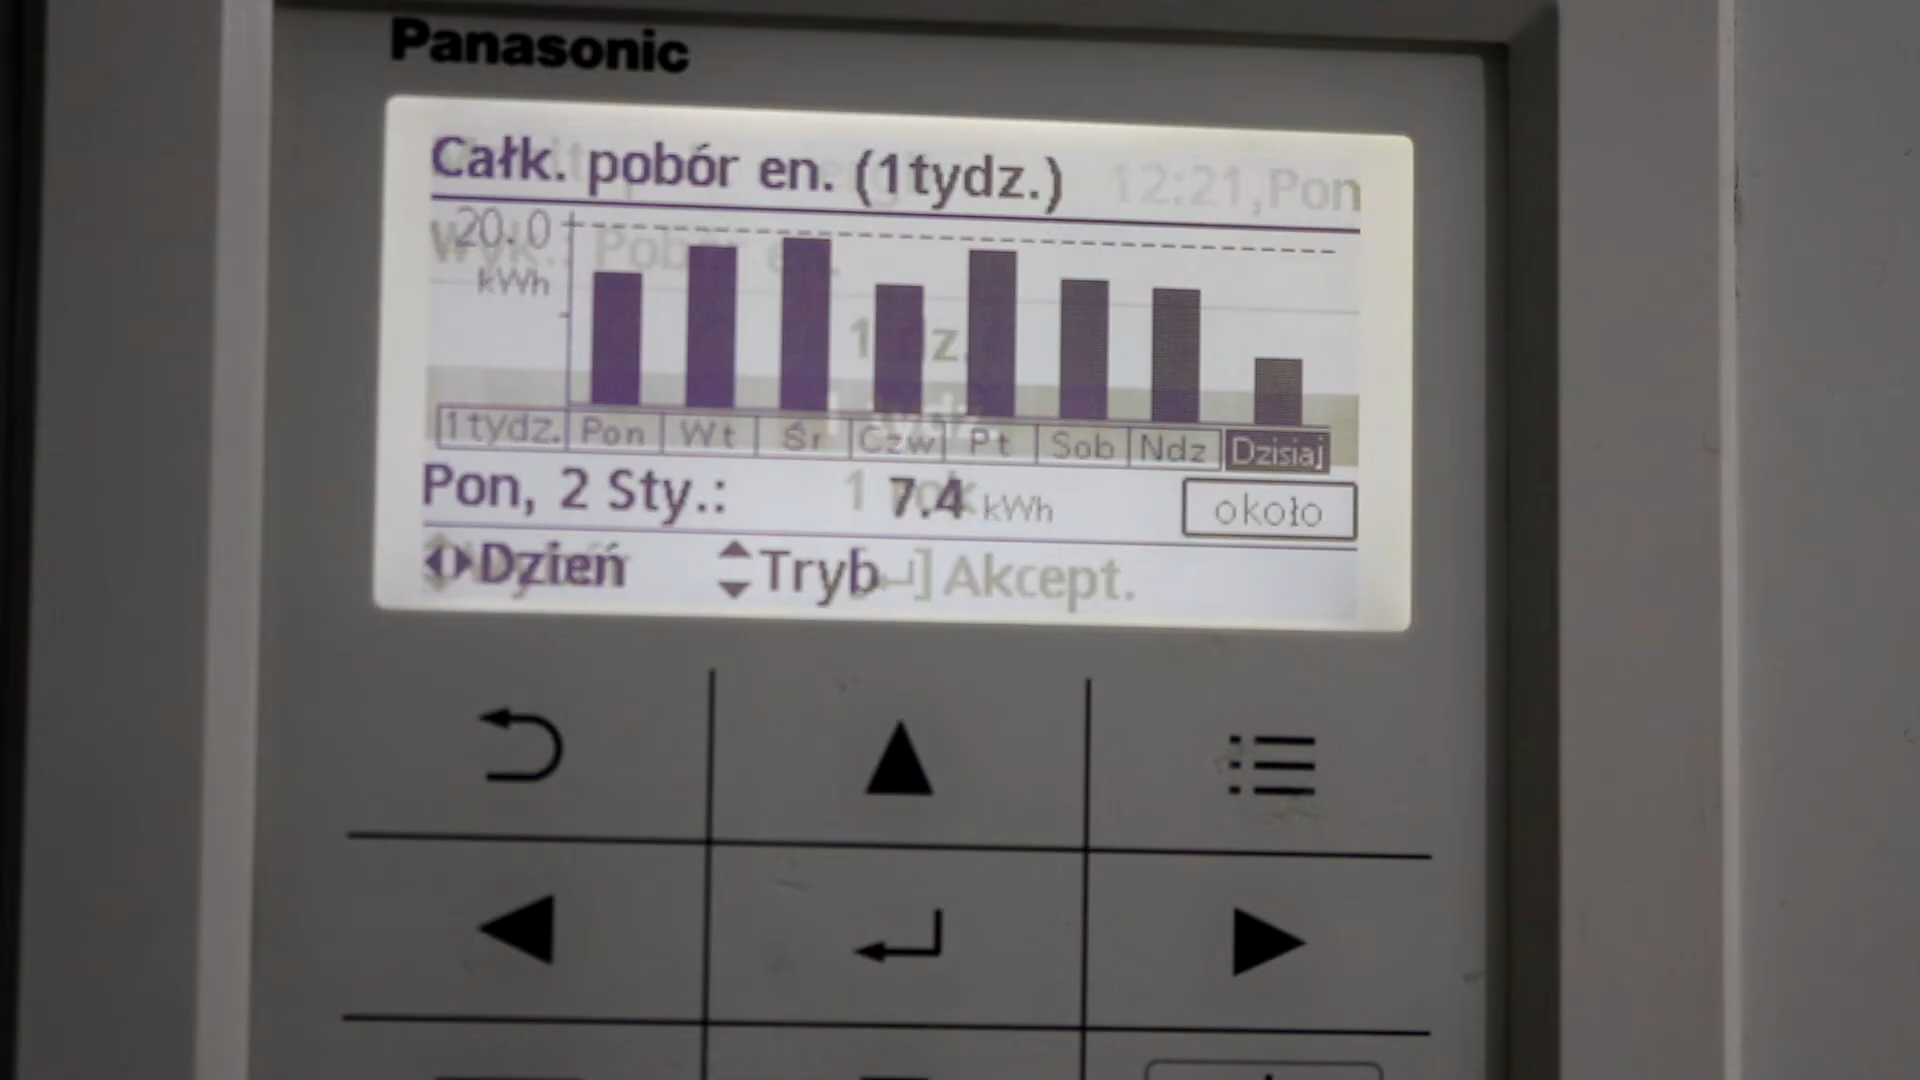 Panasonic
Całk. pobór en. (1tydz.)
12:21,Pon
20.0
kWh
1tydz. Pon Wt Śr Czw Pt Sob Ndz Dzisiaj
Pon, 2 Sty.: 7.4 kWh około
Dzień Tryb Akcept.